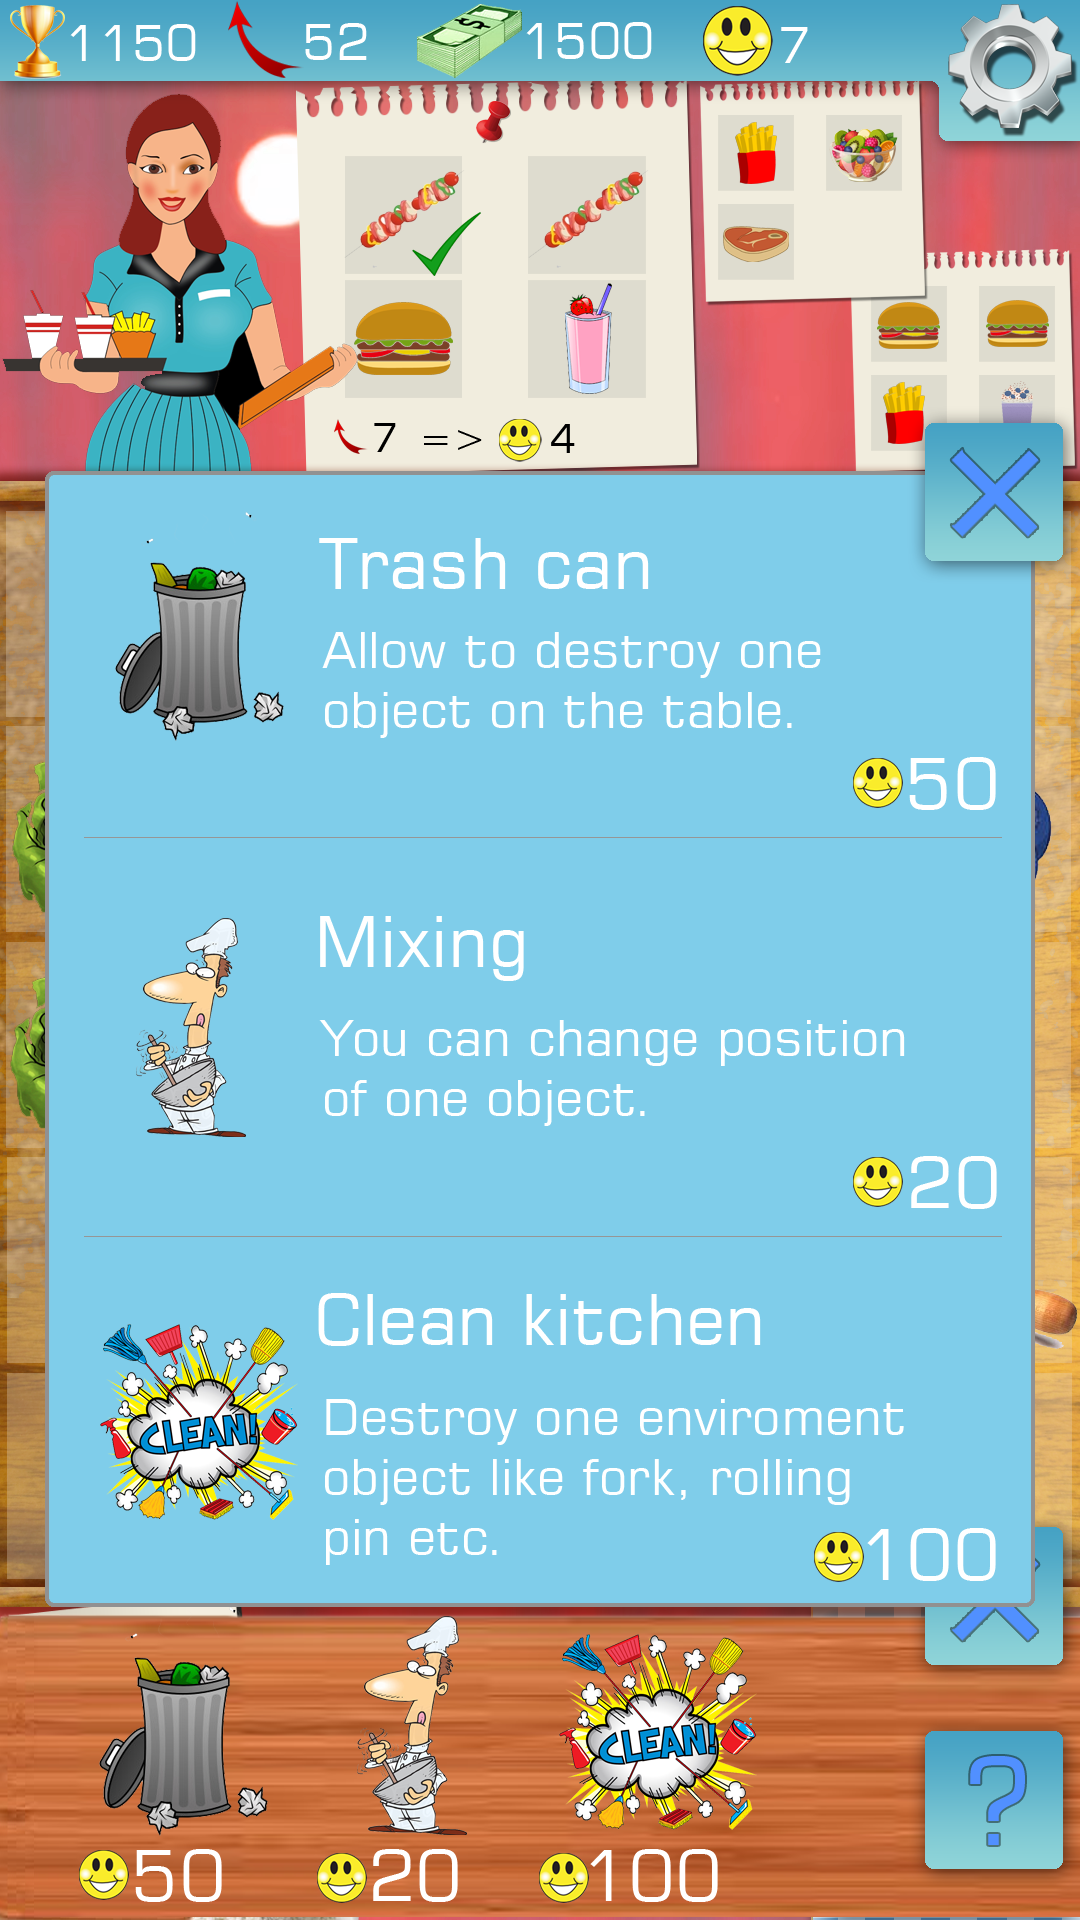 1150 52 1500 7
7 => 4
Trash can
Allow to destroy one
object on the table.
50
Mixing
You can change position
of one object.
20
Clean kitchen
CLEAN!
Destroy one enviroment
object like fork, rolling
pin etc.
100
CLEAN!
?
50 20 100